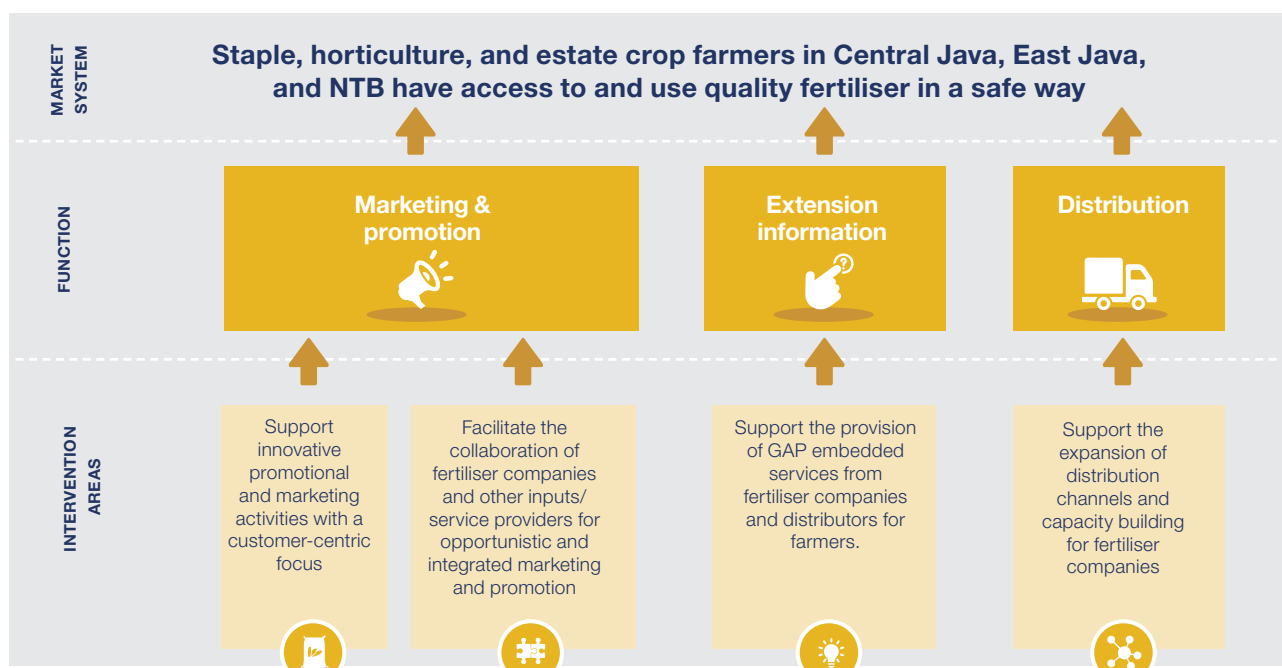 MARKET
SYSTEM
Staple, horticulture, and estate crop farmers in Central Java, East Java,
and NTB have access to and use quality fertiliser in a safe way
FUNCTION
Marketing &
promotion
Extension
information
?
Distribution
INTERVENTION
AREAS
Support
innovative
promotional
and marketing
activities with a
customer-centric
focus
Facilitate the
collaboration of
fertiliser companies
and other inputs/
service providers for
opportunistic and
integrated marketing
and promotion
Support the provision
of GAP embedded
services from
fertiliser companies
and distributors for
farmers.
Support the
expansion of
distribution
channels and
capacity building
for fertiliser
companies